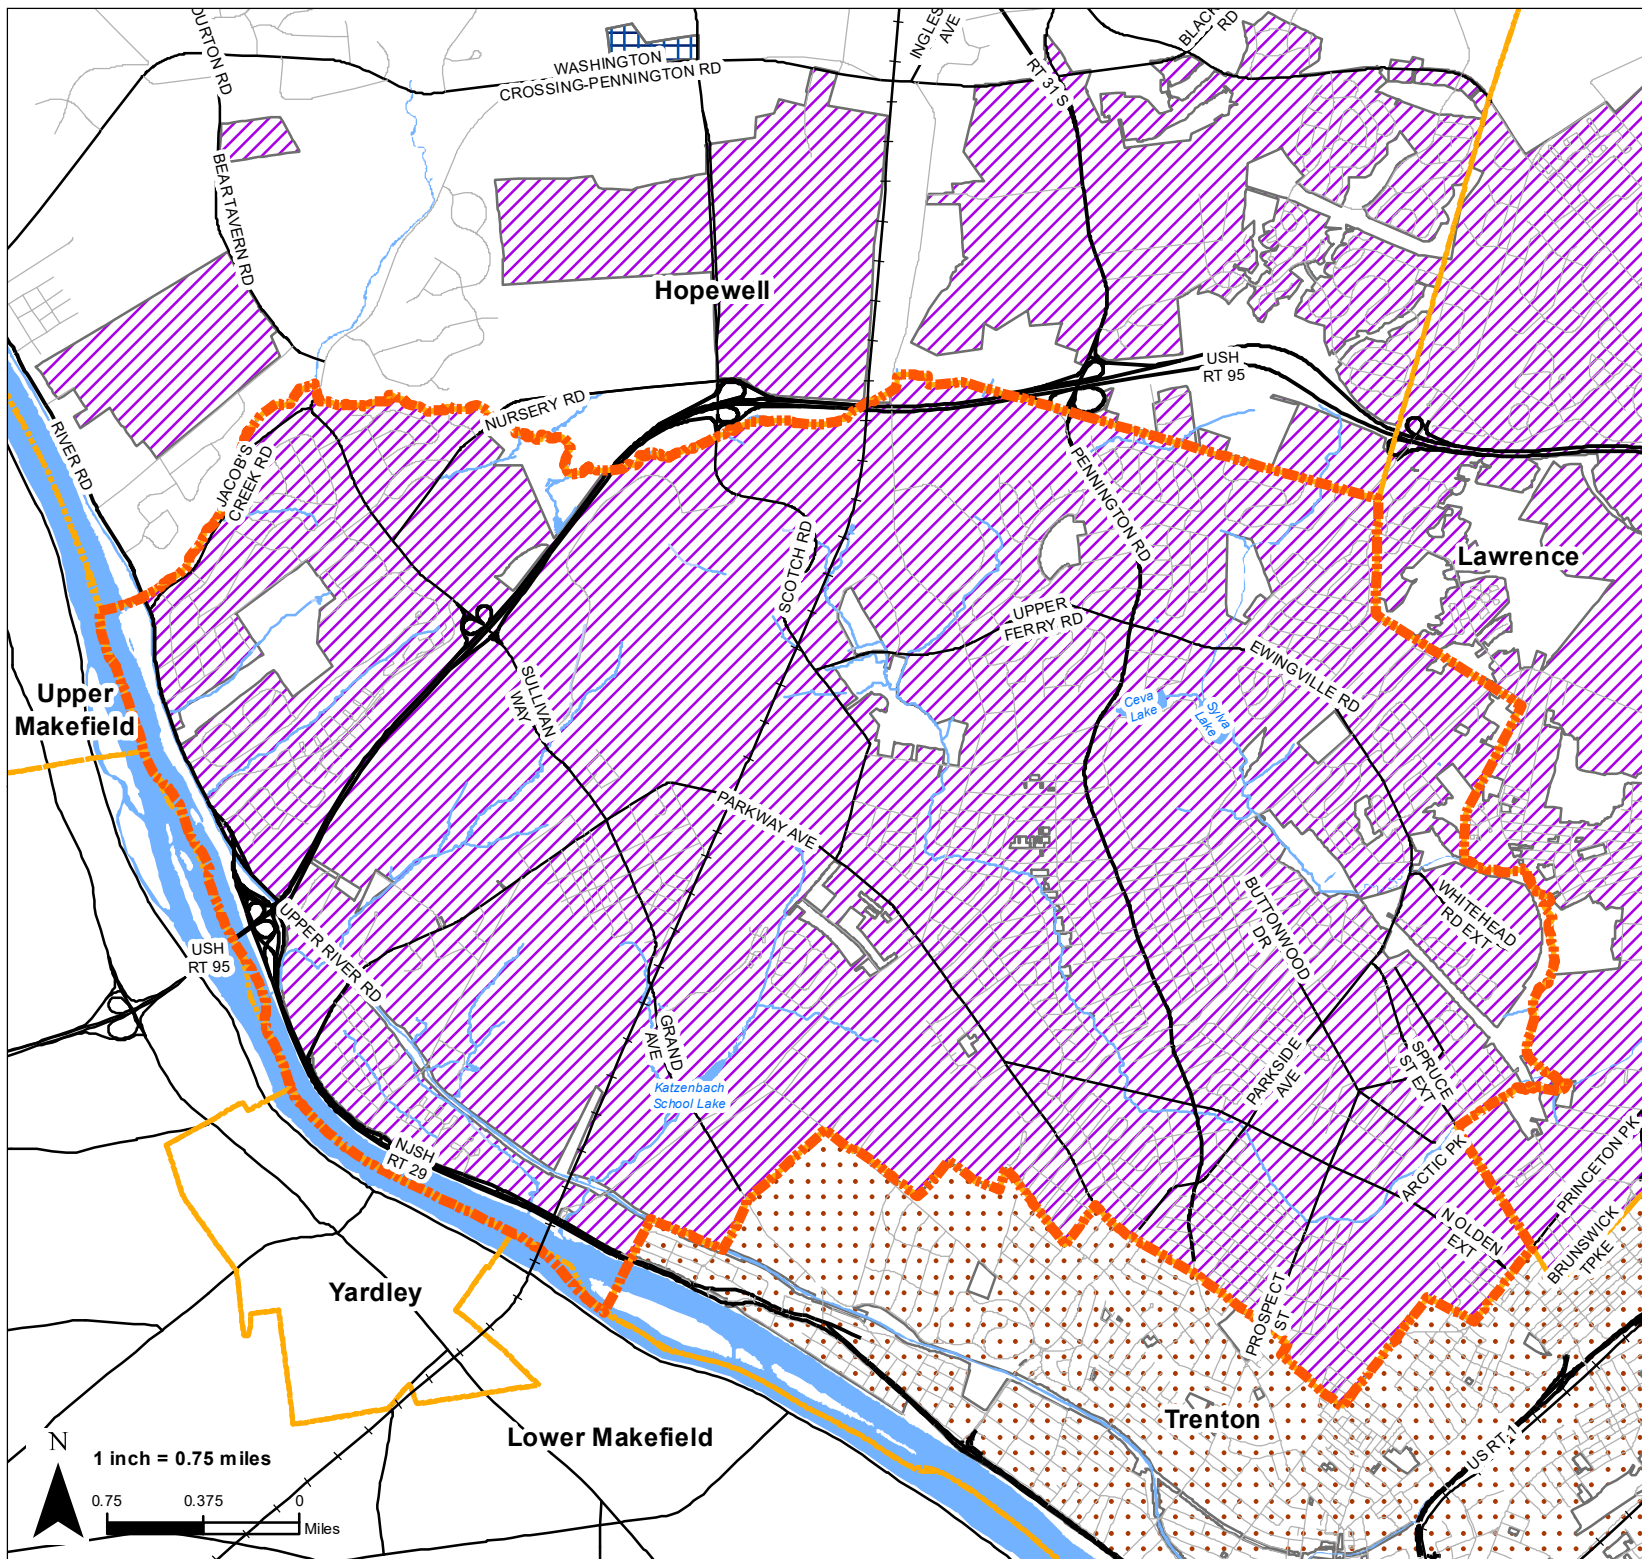 OURTON RD
WASHINGTON
CROSSING-PENNINGTON RD
INGLES
AVE
RT 31 S
BLACK
RD
BEAR TAVERN RD
Hopewell
USH
RT 95
NURSERY RD
RIVER RD
JACOB'S
CREEK RD
PENNINGTON RD
SCOTCH RD
Lawrence
UPPER
FERRY RD
EWINGVILLE RD
Upper
Makefield
SULLIVAN
WAY
Ceva
Lake
Sylva
Lake
PARKWAY AVE
BUTTONWOOD
DR
WHITEHEAD
RD EXT
UPPER RIVER RD
USH
RT 95
GRAND
AVE
PARKSIDE
AVE
SPRUCE
ST EXT
Katzenbach
School Lake
NJSH
RT 29
ARCTIC PK
PRINCETON PK
BRUNSWICK
TPKE
N OLDEN
EXT
PROSPECT
ST
Yardley
Trenton
Lower Makefield
US RT 1
N
1 inch = 0.75 miles
0.75 0.375 0
Miles